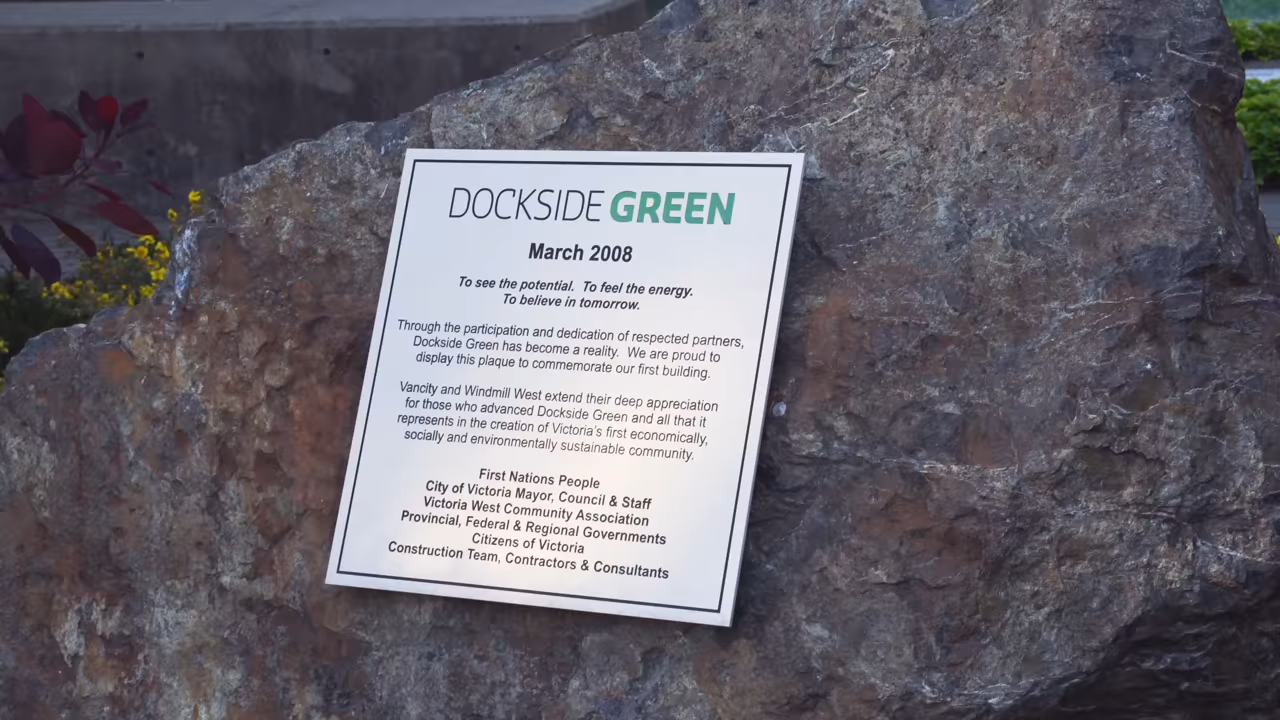 DOCKSIDE GREEN
March 2008
To see the potential. To feel the energy.
To believe in tomorrow.
Through the participation and dedication of respected partners,
Dockside Green has become a reality. We are proud to
display this plaque to commemorate our first building.
Vancity and Windmill West extend their deep appreciation
for those who advanced Dockside Green and all that it
represents in the creation of Victoria's first economically,
socially and environmentally sustainable community.
First Nations People
City of Victoria Mayor, Council & Staff
Victoria West Community Association
Provincial, Federal & Regional Governments
Citizens of Victoria
Construction Team, Contractors & Consultants